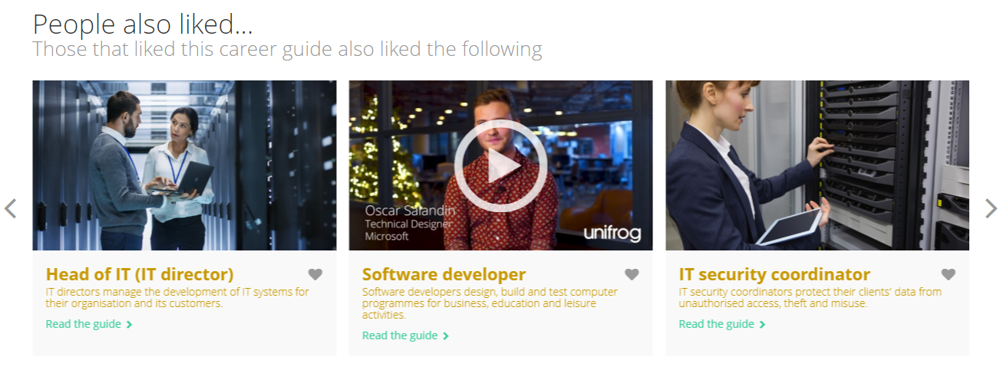 People also liked...
Those that liked this career guide also liked the following
Oscar Salandin
Technical Designer
Microsoft
unifrog
Head of IT (IT director)
IT directors manage the development of IT systems for
their organisation and its customers.
Read the guide
Software developer
Software developers design, build and test computer
programmes for business, education and leisure
activities.
Read the guide
IT security coordinator
IT security coordinators protect their clients' data from
unauthorised access, theft and misuse.
Read the guide